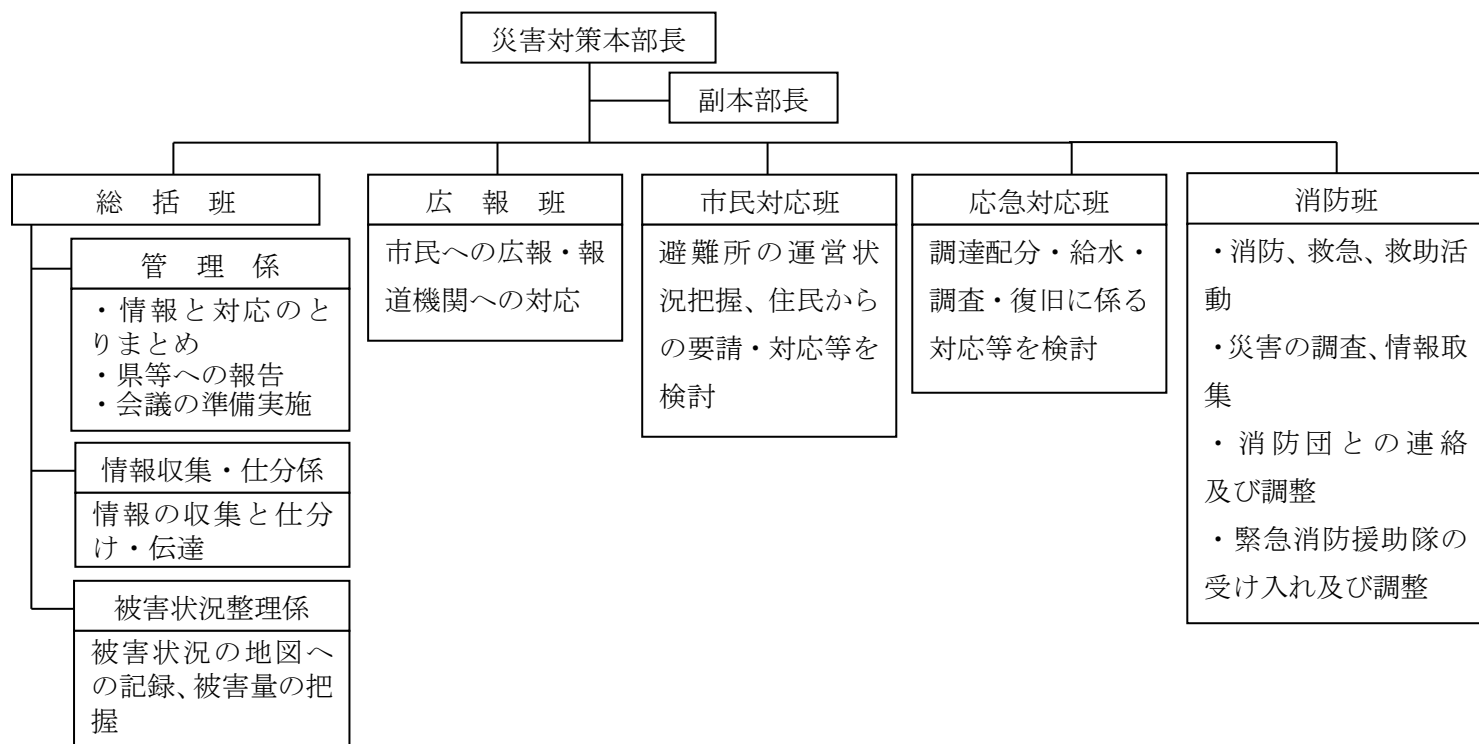 災害対策本部長
副本部長
総　括　班
管　理　係
・情報と対応のと
りまとめ
・県等への報告
・会議の準備実施
情報収集・仕分係
情報の収集と仕分
け・伝達
被害状況整理係
被害状況の地図へ
の記録、被害量の把
握
広　報　班
市民への広報・報
道機関への対応
市民対応班
避難所の運営状
況把握、住民から
の要請・対応等を
検討
応急対応班
調達配分・給水・
調査・復旧に係る
対応等を検討
消防班
・消防、救急、救助活
動
・災害の調査、情報取
集
・消防団との連絡
及び調整
・緊急消防援助隊の
受け入れ及び調整